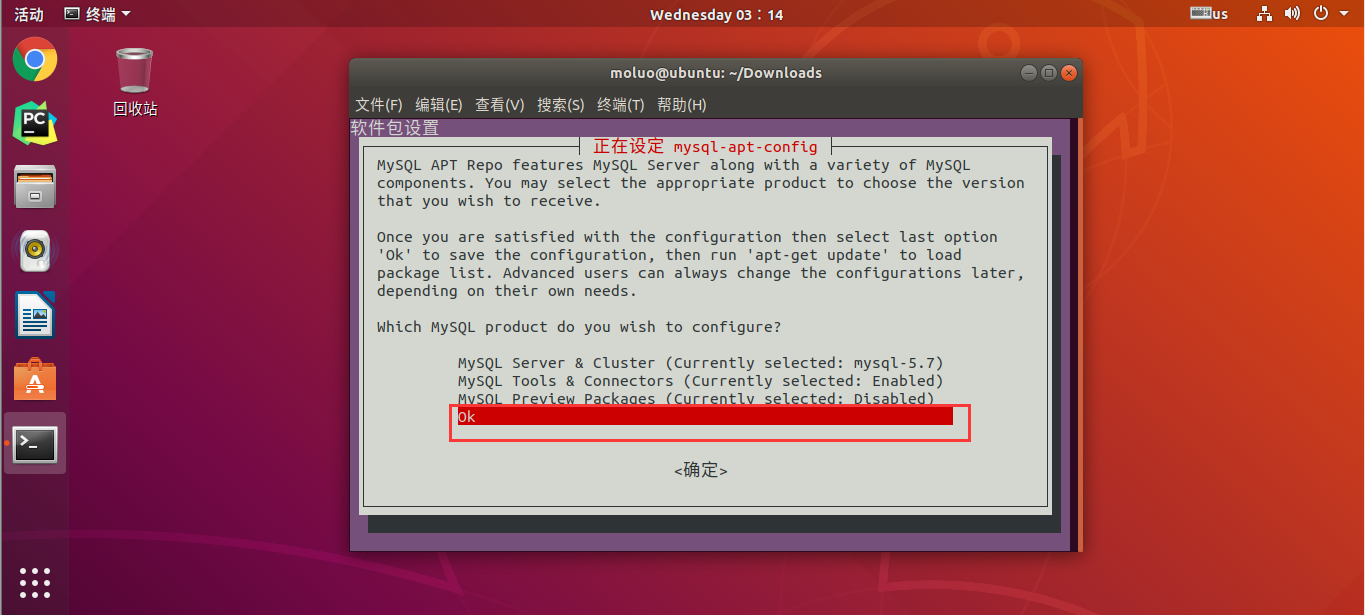 活动 终端 Wednesday 03：14 us
回收站
moluo@ubuntu: ~/Downloads
文件(F) 编辑(E) 查看(V) 搜索(S) 终端(T) 帮助(H)
软件包设置
正在设定 mysql-apt-config
MySQL APT Repo features MySQL Server along with a variety of MySQL
components. You may select the appropriate product to choose the version
that you wish to receive.
Once you are satisfied with the configuration then select last option
'Ok' to save the configuration, then run 'apt-get update' to load
package list. Advanced users can always change the configurations later,
depending on their own needs.
Which MySQL product do you wish to configure?
MySQL Server & Cluster (Currently selected: mysql-5.7)
MySQL Tools & Connectors (Currently selected: Enabled)
MySQL Preview Packages (Currently selected: Disabled)
Ok
<确定>
PC